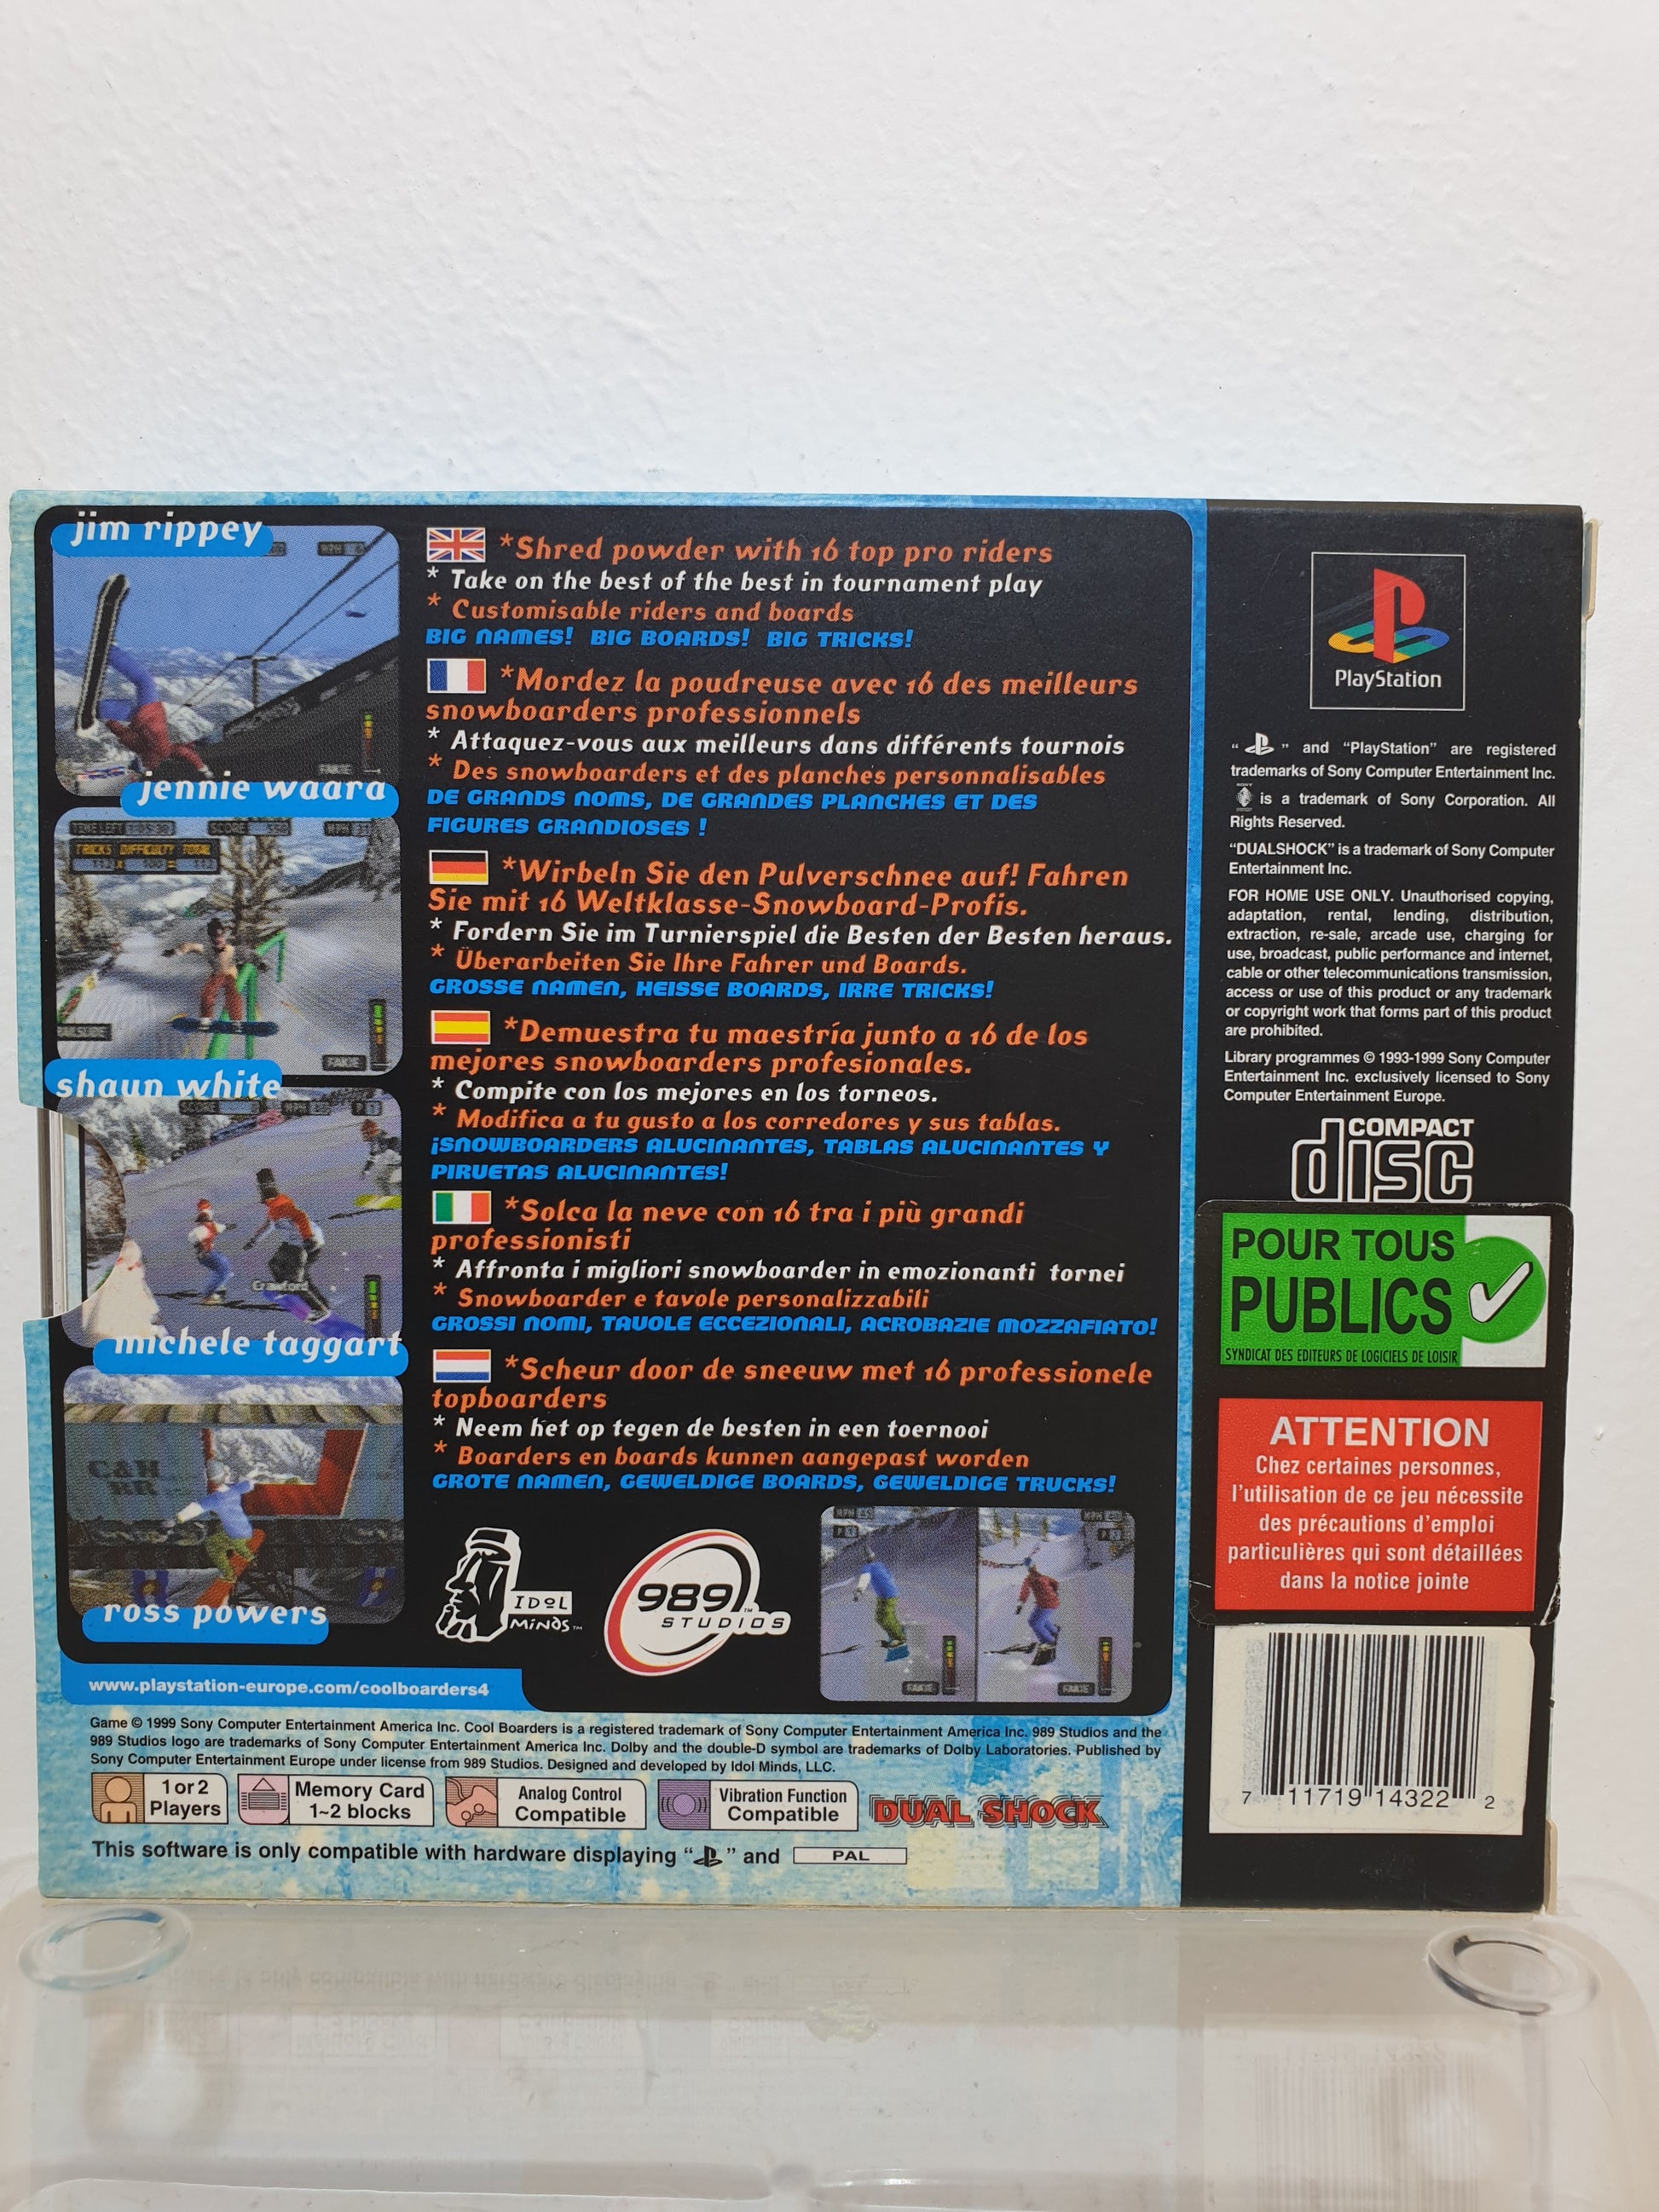 jim rippey
jennie waara
TIME LEFT
SCORE
MPH
TRICKS DIFFICULTY TOTAL
RAILSLIDE
FAKIE
shaun white
SCORE
MPH
Crawford
michele taggart
ross powers
www.playstation-europe.com/coolboarders4
*Shred powder with 16 top pro riders
* Take on the best of the best in tournament play
* Customisable riders and boards
BIG NAMES! BIG BOARDS! BIG TRICKS!
*Mordez la poudreuse avec 16 des meilleurs
snowboarders professionnels
* Attaquez-vous aux meilleurs dans différents tournois
* Des snowboarders et des planches personnalisables
DE GRANDS NOMS, DE GRANDES PLANCHES ET DES
FIGURES GRANDIOSES !
*Wirbeln Sie den Pulverschnee auf! Fahren
Sie mit 16 Weltklasse-Snowboard-Profis.
* Fordern Sie im Turnierspiel die Besten der Besten heraus.
* Überarbeiten Sie Ihre Fahrer und Boards.
GROSSE NAMEN, HEISSE BOARDS, IRRE TRICKS!
*Demuestra tu maestría junto a 16 de los
mejores snowboarders profesionales.
* Compite con los mejores en los torneos.
* Modifica a tu gusto a los corredores y sus tablas.
¡SNOWBOARDERS ALUCINANTES, TABLAS ALUCINANTES Y
PIRUETAS ALUCINANTES!
*Solca la neve con 16 tra i più grandi
professionisti
* Affronta i migliori snowboarder in emozionanti tornei
* Snowboarder e tavole personalizzabili
GROSSI NOMI, TAVOLE ECCEZIONALI, ACROBAZIE MOZZAFIATO!
*Scheur door de sneeuw met 16 professionele
topboarders
* Neem het op tegen de besten in een toernooi
* Boarders en boards kunnen aangepast worden
GROTE NAMEN, GEWELDIGE BOARDS, GEWELDIGE TRUCKS!
IDOL
MINDS™
989™
STUDIOS
MPH
FAKIE
MPH
FAKIE
Game © 1999 Sony Computer Entertainment America Inc. Cool Boarders is a registered trademark of Sony Computer Entertainment America Inc. 989 Studios and the
989 Studios logo are trademarks of Sony Computer Entertainment America Inc. Dolby and the double-D symbol are trademarks of Dolby Laboratories. Published by
Sony Computer Entertainment Europe under license from 989 Studios. Designed and developed by Idol Minds, LLC.
1 or 2
Players
Memory Card
1~2 blocks
Analog Control
Compatible
Vibration Function
Compatible
DUAL SHOCK
This software is only compatible with hardware displaying “ ” and PAL
PlayStation
“ ” and “PlayStation” are registered
trademarks of Sony Computer Entertainment Inc.
SONY is a trademark of Sony Corporation. All
Rights Reserved.
“DUALSHOCK” is a trademark of Sony Computer
Entertainment Inc.
FOR HOME USE ONLY. Unauthorised copying,
adaptation, rental, lending, distribution,
extraction, re-sale, arcade use, charging for
use, broadcast, public performance and internet,
cable or other telecommunications transmission,
access or use of this product or any trademark
or copyright work that forms part of this product
are prohibited.
Library programmes © 1993-1999 Sony Computer
Entertainment Inc. exclusively licensed to Sony
Computer Entertainment Europe.
COMPACT
disc
POUR TOUS
PUBLICS
SYNDICAT DES EDITEURS DE LOGICIELS DE LOISIR
ATTENTION
Chez certaines personnes,
l'utilisation de ce jeu nécessite
des précautions d'emploi
particulières qui sont détaillées
dans la notice jointe
7 11719 14322 2